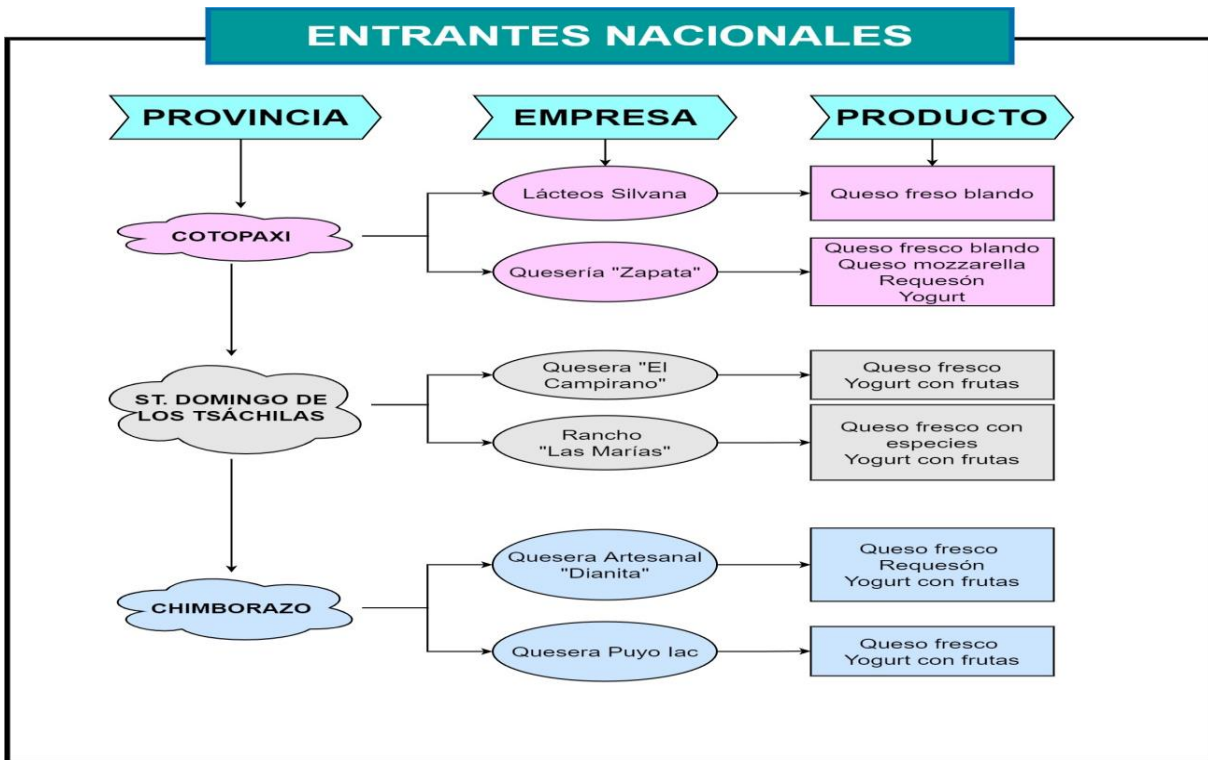 ENTRANTES NACIONALES
PROVINCIA
EMPRESA
PRODUCTO
COTOPAXI
Lácteos Silvana
Queso freso blando
Quesería "Zapata"
Queso fresco blando
Queso mozzarella
Requesón
Yogurt
ST. DOMINGO DE
LOS TSÁCHILAS
Quesera "El
Campirano"
Queso fresco
Yogurt con frutas
Rancho
"Las Marías"
Queso fresco con
especies
Yogurt con frutas
CHIMBORAZO
Quesera Artesanal
"Dianita"
Queso fresco
Requesón
Yogurt con frutas
Quesera Puyo lac
Queso fresco
Yogurt con frutas